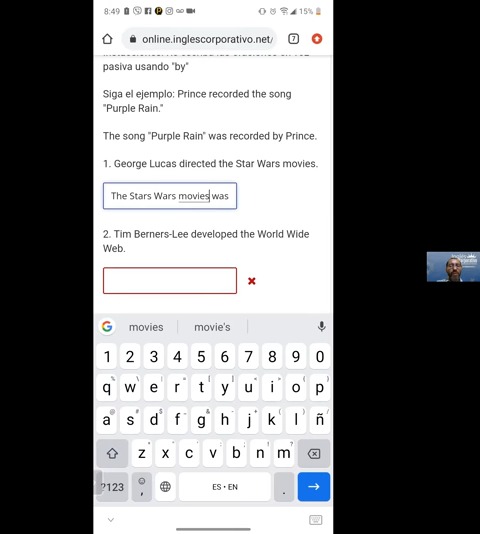 8:49
15%
online.inglescorporativo.net/
7
pasiva usando "by"
Siga el ejemplo: Prince recorded the song
"Purple Rain."
The song "Purple Rain" was recorded by Prince.
1. George Lucas directed the Star Wars movies.
The Stars Wars movies was
2. Tim Berners-Lee developed the World Wide
Web.
movies movie's
1 2 3 4 5 6 7 8 9 0
q w e r t y u i o p
a s d f g h j k l ñ
z x c v b n m
?123 , ES • EN .